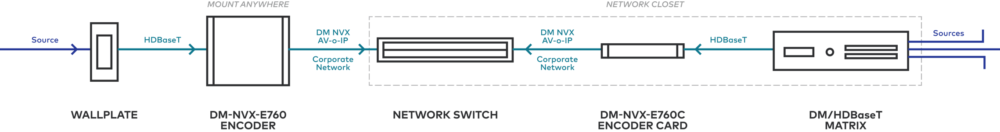 MOUNT ANYWHERE
NETWORK CLOSET
Source
HDBaseT
DM NVX
AV-o-IP
Corporate
Network
DM NVX
AV-o-IP
Corporate
Network
HDBaseT
Sources
WALLPLATE
DM-NVX-E760
ENCODER
NETWORK SWITCH
DM-NVX-E760C
ENCODER CARD
DM/HDBaseT
MATRIX